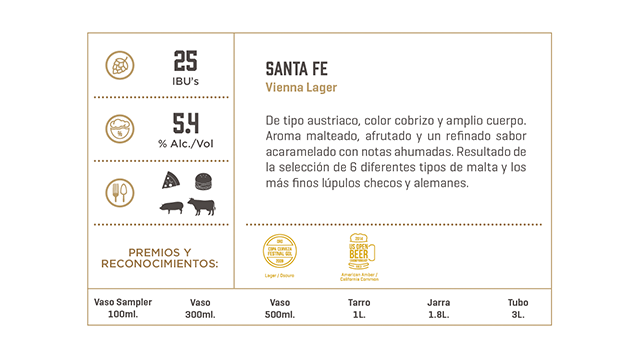 25
IBU's
5.4
% Alc./Vol
SANTA FE
Vienna Lager
De tipo austriaco, color cobrizo y amplio cuerpo.
Aroma malteado, afrutado y un refinado sabor
acaramelado con notas ahumadas. Resultado de
la selección de 6 diferentes tipos de malta y los
más finos lúpulos checos y alemanes.
PREMIOS Y
RECONOCIMIENTOS:
COPA CERVEZA
FESTIVAL SOL
Lager / Oscura
2014
US OPEN
BEER
CHAMPIONSHIP
American Amber /
California Common
Vaso Sampler
100ml.
Vaso
300ml.
Vaso
500ml.
Tarro
1L.
Jarra
1.8L.
Tubo
3L.